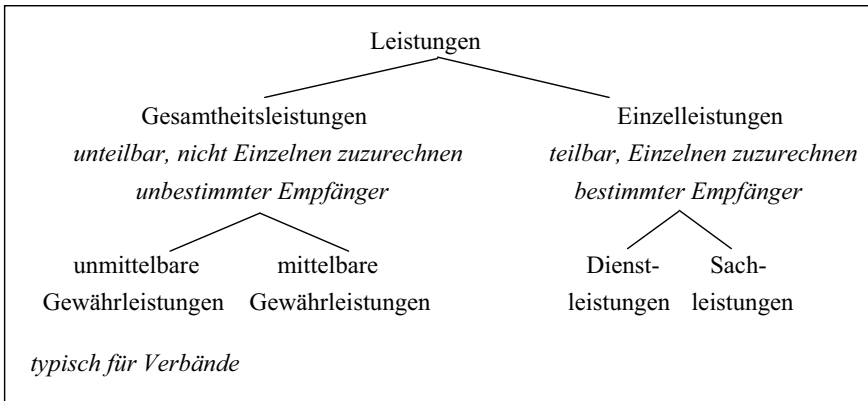 Leistungen
Gesamtheitsleistungen Einzelleistungen
unteilbar, nicht Einzelnen zuzurechnen teilbar, Einzelnen zuzurechnen
unbestimmter Empfänger bestimmter Empfänger
unmittelbare mittelbare Dienst- Sach-
Gewährleistungen Gewährleistungen leistungen leistungen
typisch für Verbände